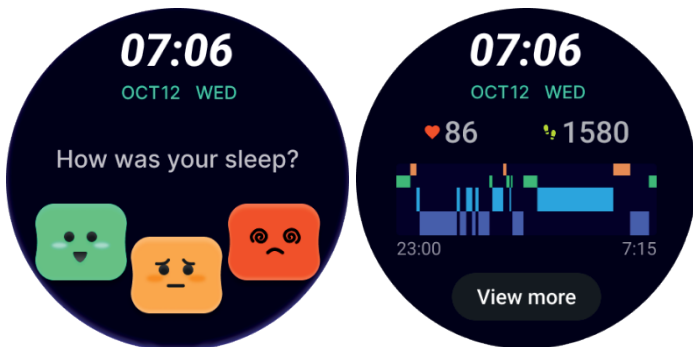 07:06
OCT12 WED
How was your sleep?
07:06
OCT12 WED
86 1580
23:00 7:15
View more